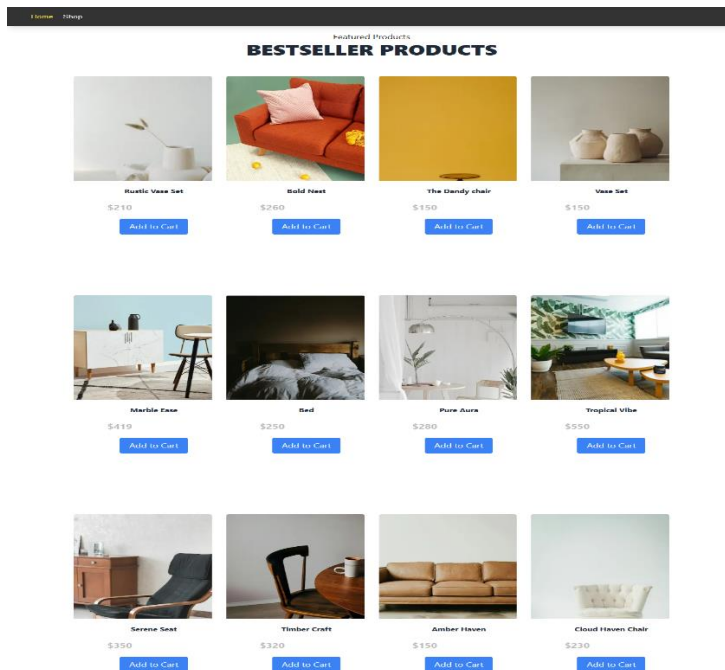 Home Shop
Featured Products
BESTSELLER PRODUCTS
Rustic Vase Set Bold Nest The Dandy chair Vase Set
$210 $260 $150 $150
Add to Cart Add to Cart Add to Cart Add to Cart
Marble Ease Bed Pure Aura Tropical Vibe
$419 $250 $280 $550
Add to Cart Add to Cart Add to Cart Add to Cart
Serene Seat Timber Craft Amber Haven Cloud Haven Chair
$350 $320 $150 $230
Add to Cart Add to Cart Add to Cart Add to Cart